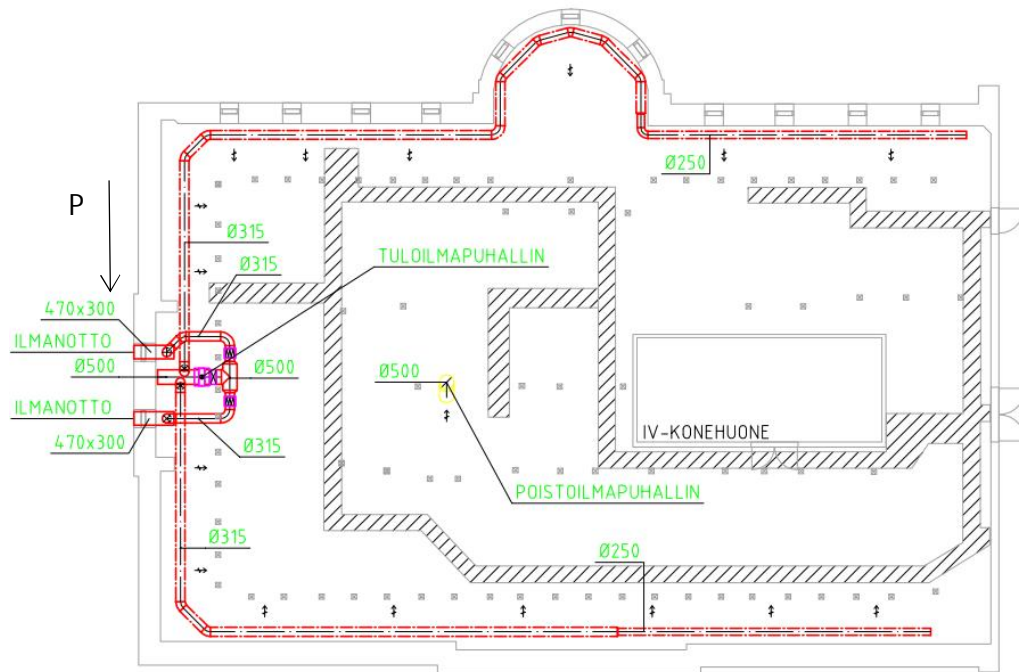 Ø250
P
Ø315
TULOILMAPUHALLIN
Ø315
470x300
ILMANOTTO
Ø500
Ø500
Ø500
ILMANOTTO
IV-KONEHUONE
470x300
Ø315
POISTOILMAPUHALLIN
Ø315
Ø250